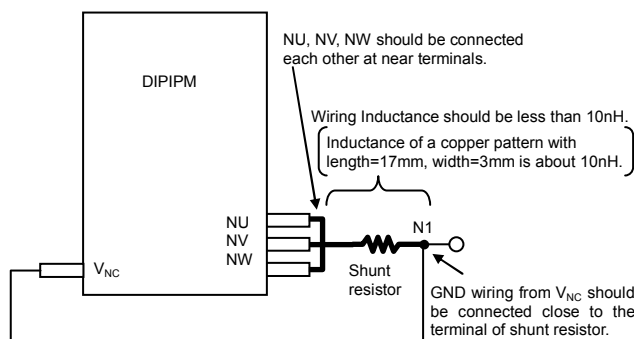 NU, NV, NW should be connected
each other at near terminals.
DIPIPM
Wiring Inductance should be less than 10nH.
Inductance of a copper pattern with
length=17mm, width=3mm is about 10nH.
NU
NV
NW
N1
VNC
Shunt
resistor
GND wiring from VNC should
be connected close to the
terminal of shunt resistor.